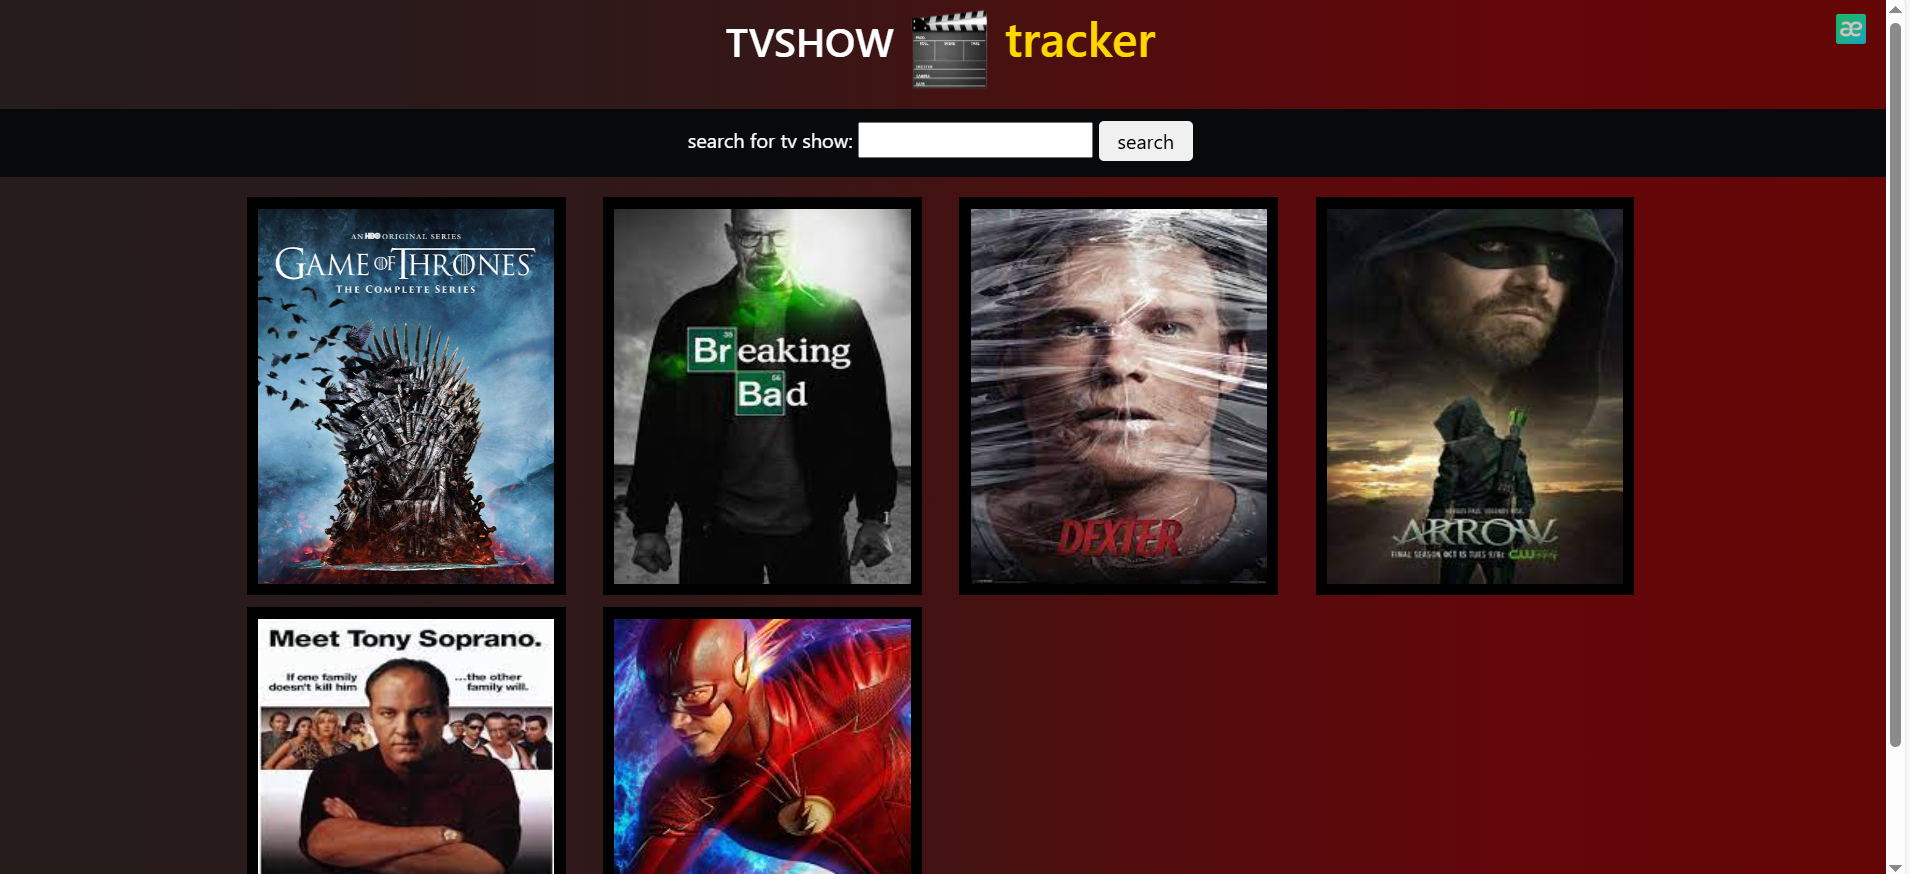 TVSHOW tracker
æ
search for tv show:
search
AN HBO ORIGINAL SERIES
GAME OF THRONES
THE COMPLETE SERIES
35
Breaking
56
Bad
DEXTER
ARROW
FINAL SEASON OCT 15 TUES 9/8c CW
Meet Tony Soprano.
If one family
doesn't kill him
...the other
family will.